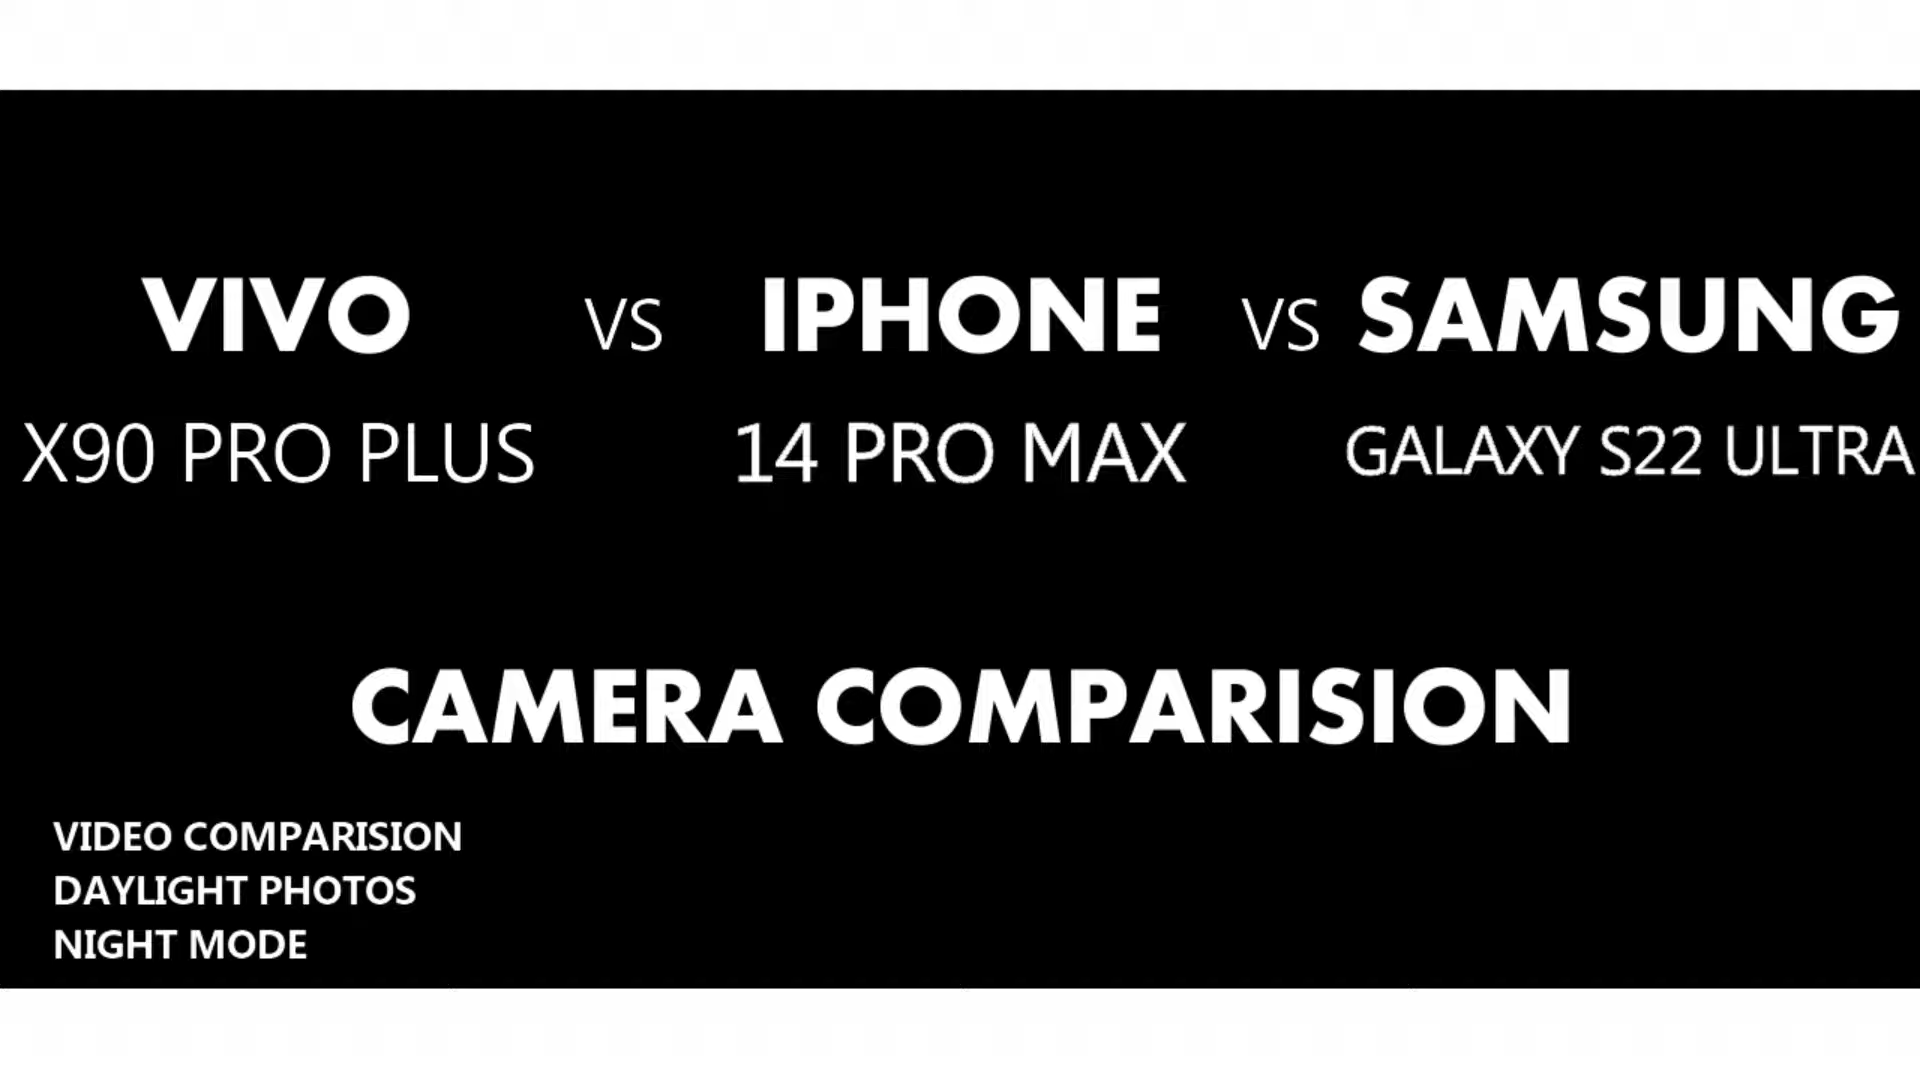 VIVO VS IPHONE VS SAMSUNG
X90 PRO PLUS 14 PRO MAX GALAXY S22 ULTRA
CAMERA COMPARISION
VIDEO COMPARISION
DAYLIGHT PHOTOS
NIGHT MODE